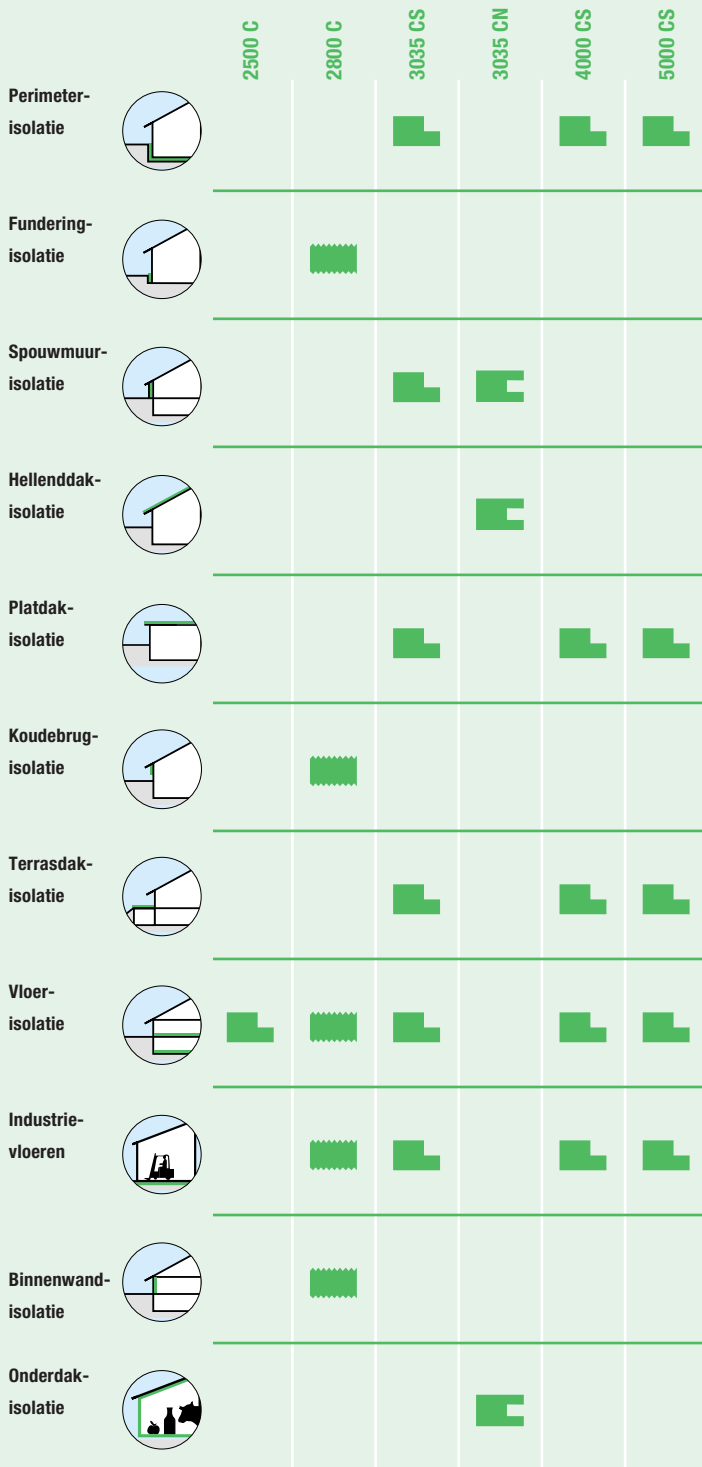 2500 C
2800 C
3035 CS
3035 CN
4000 CS
5000 CS
Perimeter-
isolatie
Fundering-
isolatie
Spouwmuur-
isolatie
Hellenddak-
isolatie
Platdak-
isolatie
Koudebrug-
isolatie
Terrasdak-
isolatie
Vloer-
isolatie
Industrie-
vloeren
Binnenwand-
isolatie
Onderdak-
isolatie